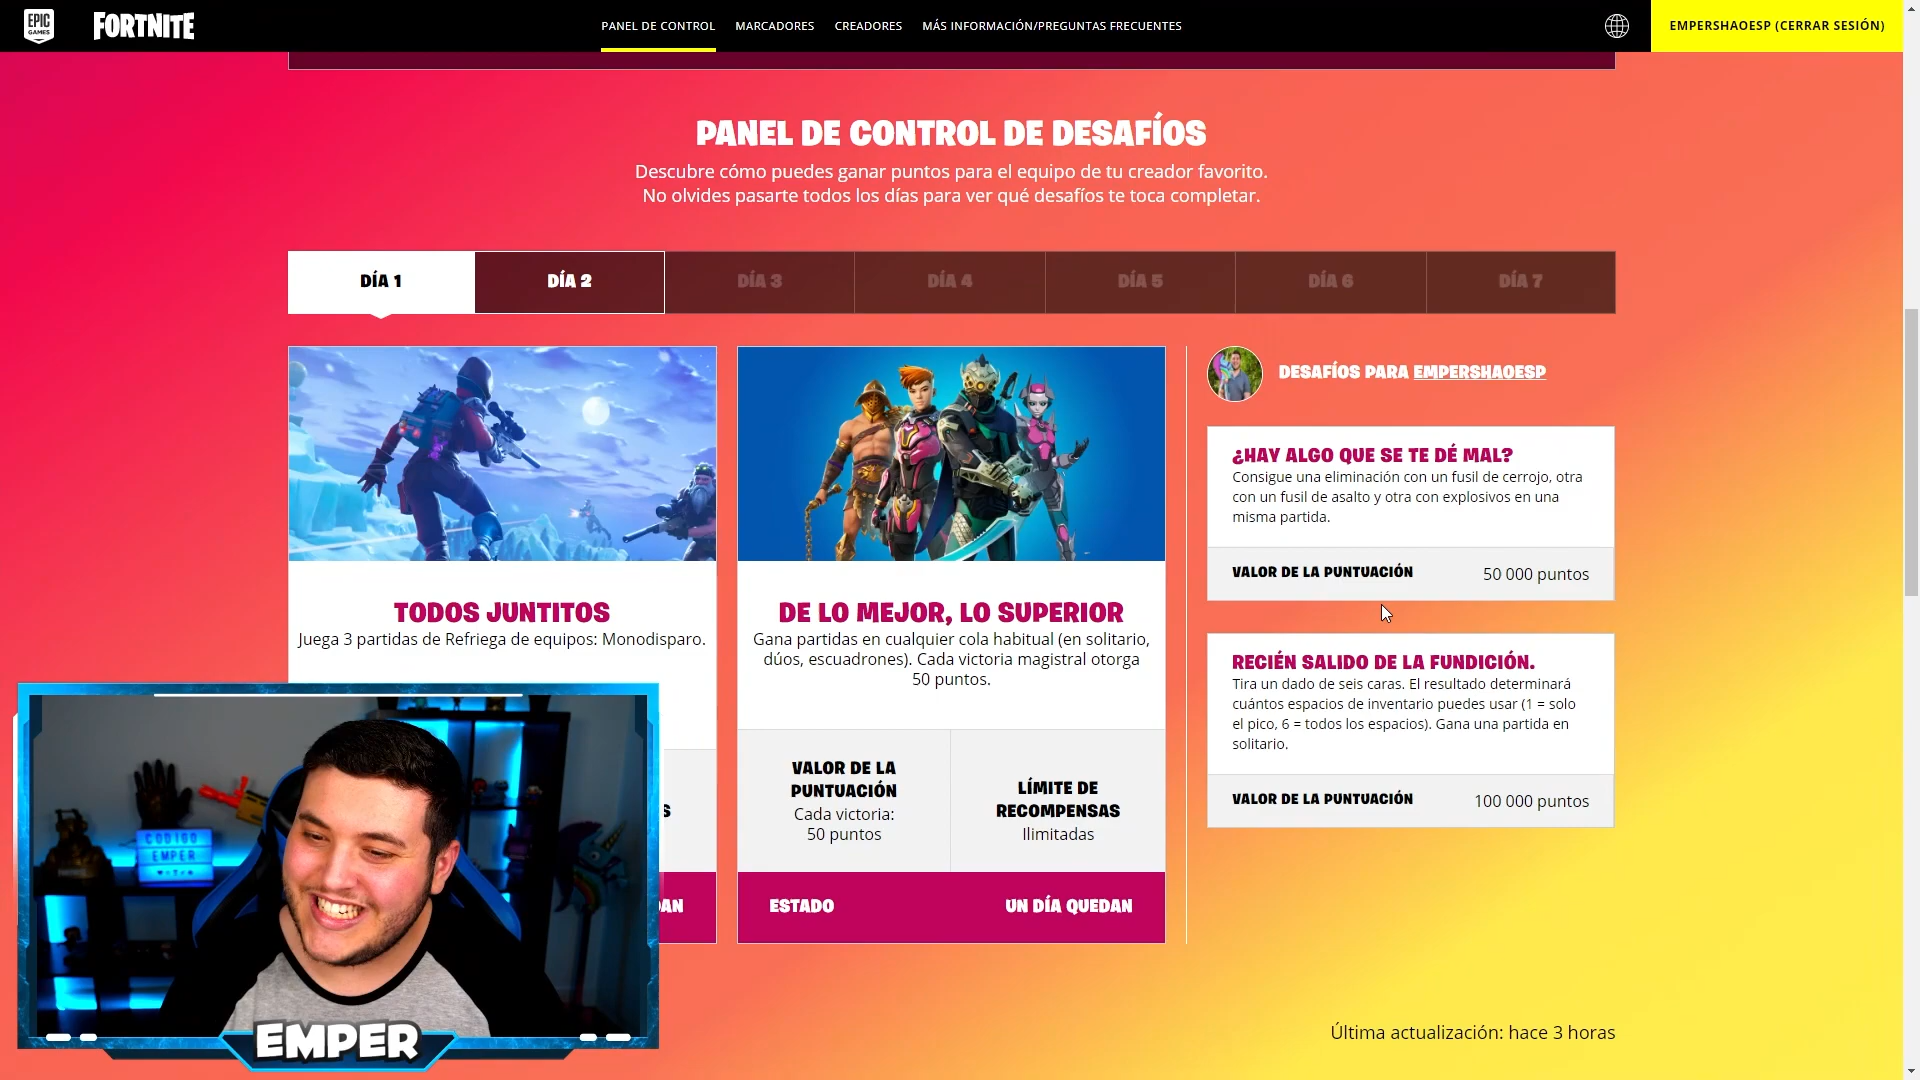 EPIC
GAMES
FORTNITE
PANEL DE CONTROL
MARCADORES
CREADORES
MÁS INFORMACIÓN/PREGUNTAS FRECUENTES
EMPERSHAOESP (CERRAR SESIÓN)
PANEL DE CONTROL DE DESAFÍOS
Descubre cómo puedes ganar puntos para el equipo de tu creador favorito.
No olvides pasarte todos los días para ver qué desafíos te toca completar.
DÍA 1
DÍA 2
DÍA 3
DÍA 4
DÍA 5
DÍA 6
DÍA 7
TODOS JUNTITOS
Juega 3 partidas de Refriega de equipos: Monodisparo.
S
DAN
DE LO MEJOR, LO SUPERIOR
Gana partidas en cualquier cola habitual (en solitario,
dúos, escuadrones). Cada victoria magistral otorga
50 puntos.
VALOR DE LA
PUNTUACIÓN
Cada victoria:
50 puntos
LÍMITE DE
RECOMPENSAS
Ilimitadas
ESTADO
UN DÍA QUEDAN
DESAFÍOS PARA EMPERSHAOESP
¿HAY ALGO QUE SE TE DÉ MAL?
Consigue una eliminación con un fusil de cerrojo, otra
con un fusil de asalto y otra con explosivos en una
misma partida.
VALOR DE LA PUNTUACIÓN
50 000 puntos
RECIÉN SALIDO DE LA FUNDICIÓN.
Tira un dado de seis caras. El resultado determinará
cuántos espacios de inventario puedes usar (1 = solo
el pico, 6 = todos los espacios). Gana una partida en
solitario.
VALOR DE LA PUNTUACIÓN
100 000 puntos
CODIGO
EMPER
EMPER
Última actualización: hace 3 horas